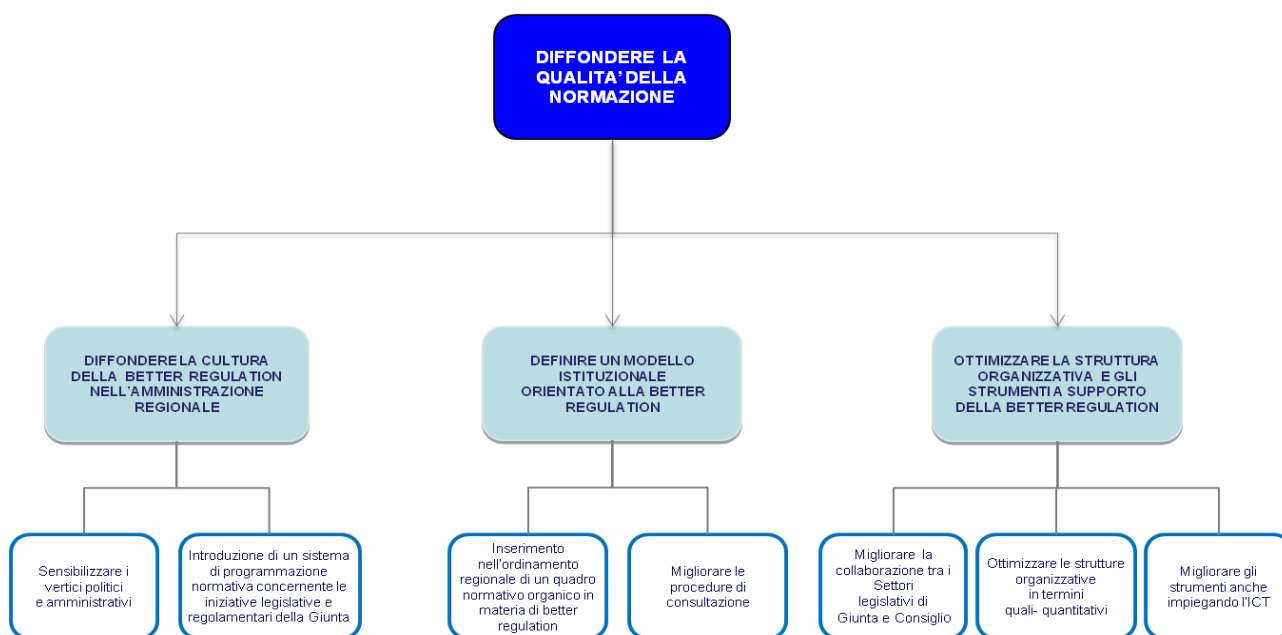 DIFFONDERE LA
QUALITA' DELLA
NORMAZIONE
DIFFONDERE LA CULTURA
DELLA BETTER REGULATION
NELL'AMMINISTRAZIONE
REGIONALE
DEFINIRE UN MODELLO
ISTITUZIONALE
ORIENTATO ALLA BETTER
REGULATION
OTTIMIZZARE LA STRUTTURA
ORGANIZZATIVA E GLI
STRUMENTI A SUPPORTO
DELLA BETTER REGULATION
Sensibilizzare i
vertici politici
e amministrativi
Introduzione di un sistema
di programmazione
normativa concernente le
iniziative legislative e
regolamentari della Giunta
Inserimento
nell'ordinamento
regionale di un quadro
normativo organico in
materia di better
regulation
Migliorare le
procedure di
consultazione
Migliorare la
collaborazione tra i
Settori
legislativi di
Giunta e Consiglio
Ottimizzare le strutture
organizzative
in termini
quali- quantitativi
Migliorare gli
strumenti anche
impiegando l'ICT